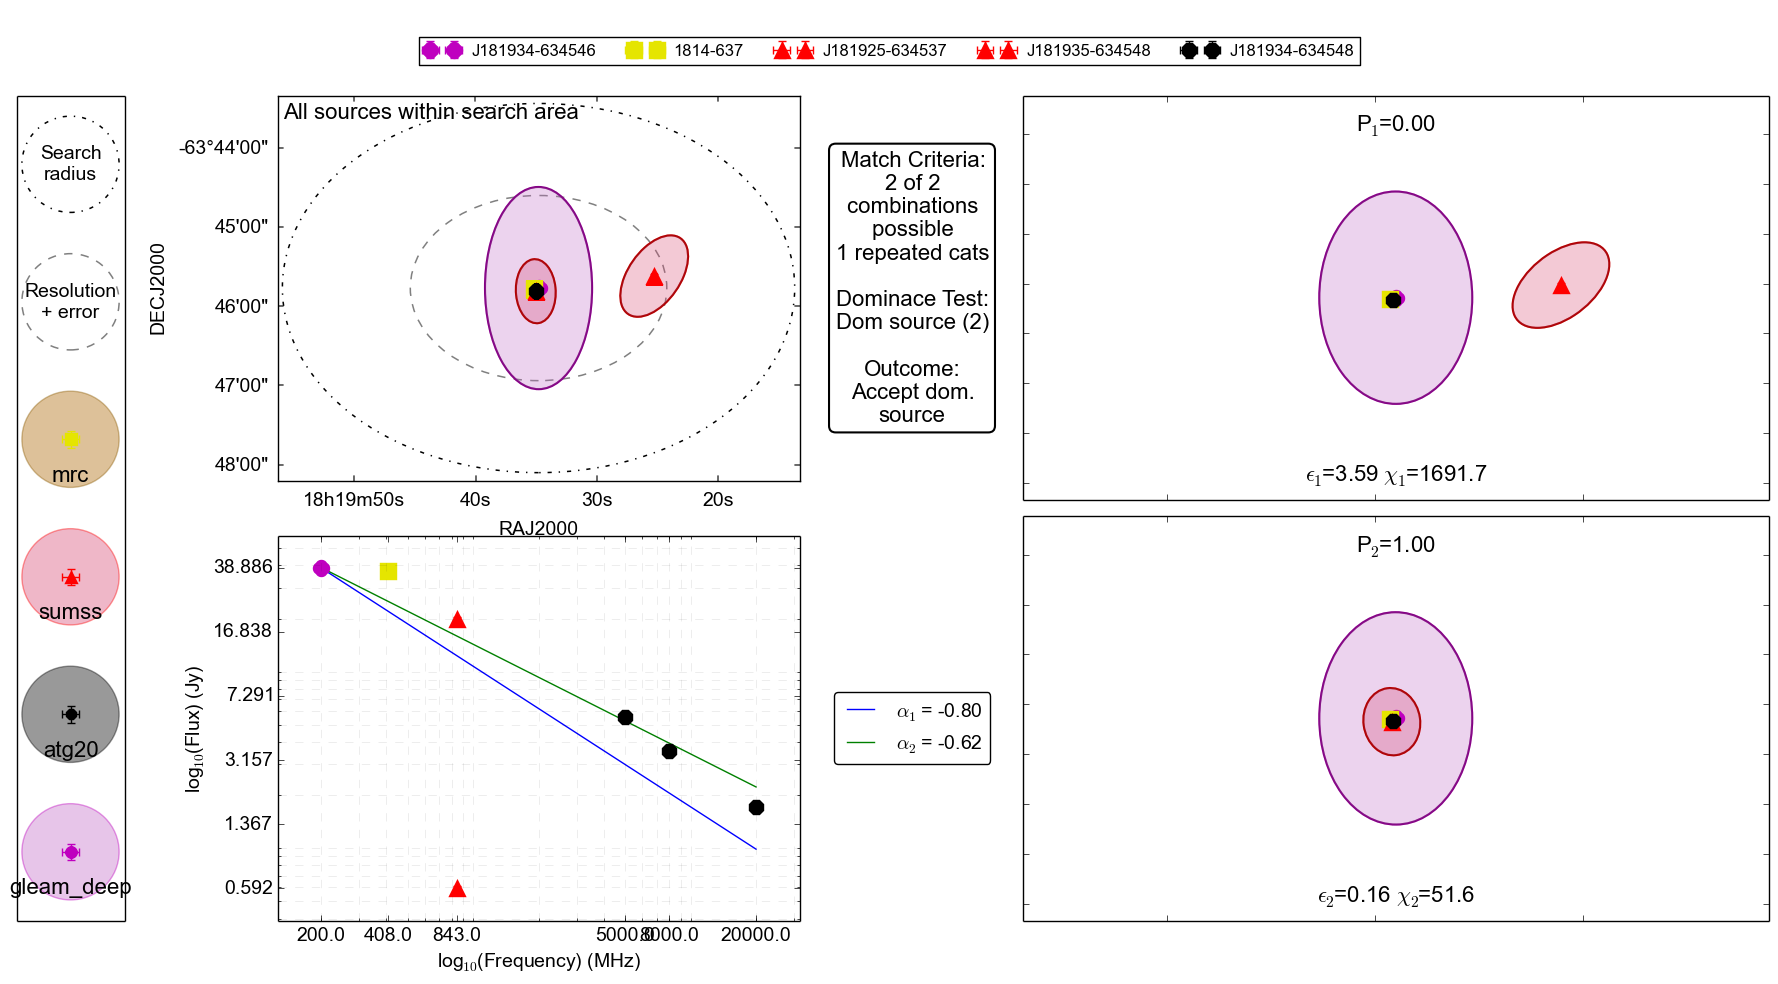 J181934-634546 1814-637 J181925-634537 J181935-634548 J181934-634548
Search
radius
Resolution
+ error
mrc
sumss
atg20
gleam_deep
All sources within search area
DECJ2000
-63°44'00"
45'00"
46'00"
47'00"
48'00"
18h19m50s 40s 30s 20s
RAJ2000
Match Criteria:
2 of 2
combinations
possible
1 repeated cats
Dominace Test:
Dom source (2)
Outcome:
Accept dom.
source
P1=0.00
ϵ1=3.59 χ1=1691.7
log10(Flux) (Jy)
38.886
16.838
7.291
3.157
1.367
0.592
200.0 408.0 843.0 5000.0 8000.0 20000.0
log10(Frequency) (MHz)
α1 = -0.80
α2 = -0.62
P2=1.00
ϵ2=0.16 χ2=51.6